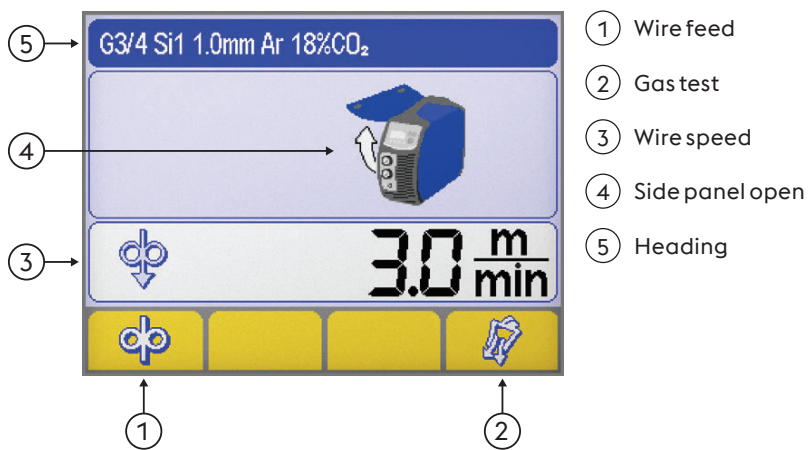 G3/4 Si1 1.0mm Ar 18%CO₂
5
4
3
3.0 m/min
1
2
1 Wire feed
2 Gas test
3 Wire speed
4 Side panel open
5 Heading